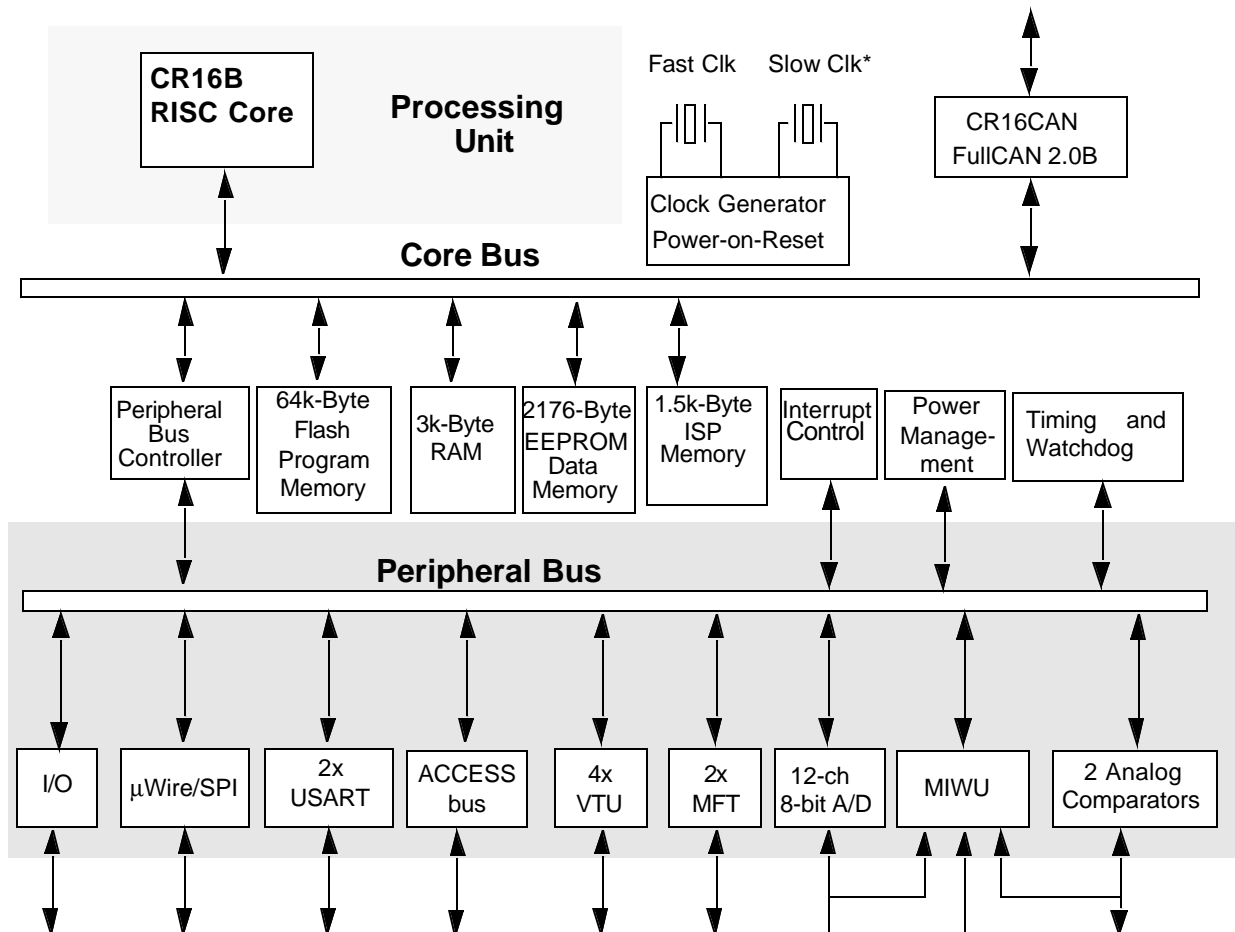 CR16B
RISC Core
Processing
Unit
Fast Clk
Slow Clk*
CR16CAN
FullCAN 2.0B
Clock Generator
Power-on-Reset
Core Bus
Peripheral
Bus
Controller
64k-Byte
Flash
Program
Memory
3k-Byte
RAM
2176-Byte
EEPROM
Data
Memory
1.5k-Byte
ISP
Memory
Interrupt
Control
Power
Manage-
ment
Timing and
Watchdog
Peripheral Bus
I/O
µWire/SPI
2x
USART
ACCESS
bus
4x
VTU
2x
MFT
12-ch
8-bit A/D
MIWU
2 Analog
Comparators